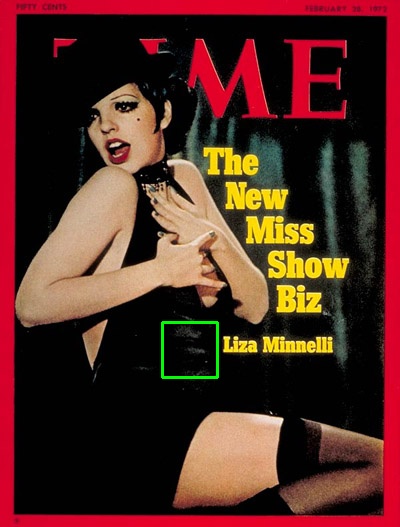 FIFTY CENTS
FEBRUARY 28, 1972
TIME
The
New
Miss
Show
Biz
Liza Minnelli